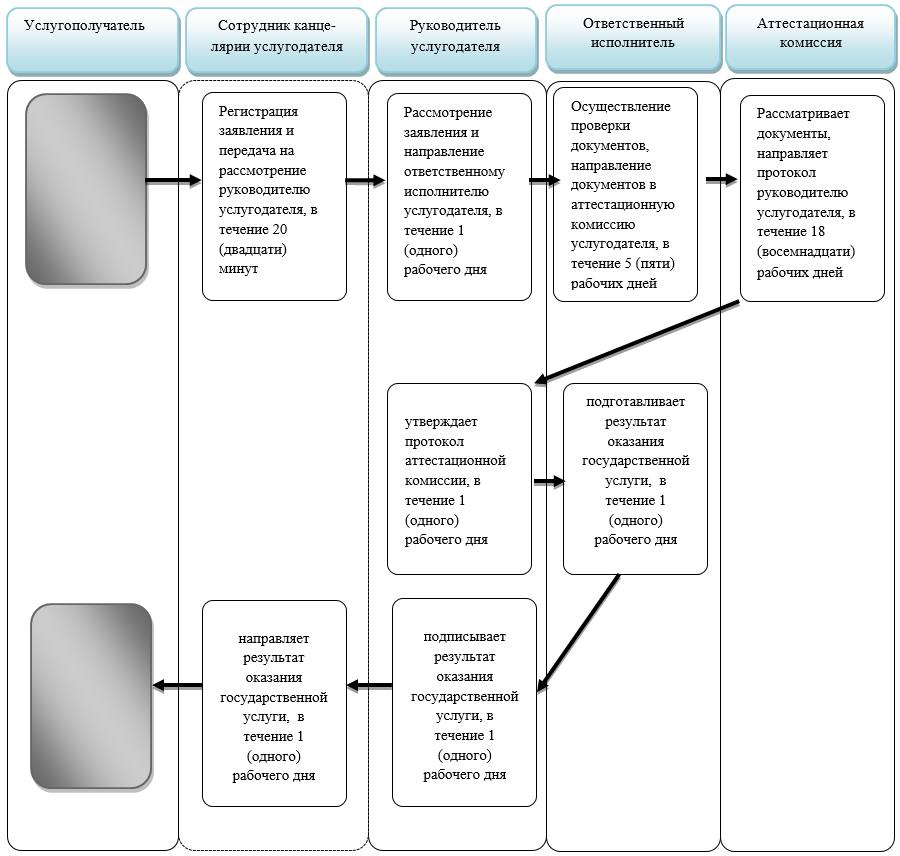 Услугополучатель
Сотрудник канце-
лярии услугодателя
Руководитель
услугодателя
Ответственный
исполнитель
Аттестационная
комиссия
Регистрация
заявления и
передача на
рассмотрение
руководителю
услугодателя, в
течение 20
(двадцати)
минут
Рассмотрение
заявления и
направление
ответственному
исполнителю
услугодателя, в
течение 1
(одного)
рабочего дня
Осуществление
проверки
документов,
направление
документов в
аттестационную
комиссию
услугодателя, в
течение 5 (пяти)
рабочих дней
Рассматривает
документы,
направляет
протокол
руководителю
услугодателя, в
течение 18
(восемнадцати)
рабочих дней
утверждает
протокол
аттестационной
комиссии, в
течение 1
(одного)
рабочего дня
подготавливает
результат
оказания
государственной
услуги, в
течение 1
(одного)
рабочего дня
направляет
результат
оказания
государственной
услуги, в
течение 1
(одного)
рабочего дня
подписывает
результат
оказания
государственной
услуги, в
течение 1
(одного)
рабочего дня